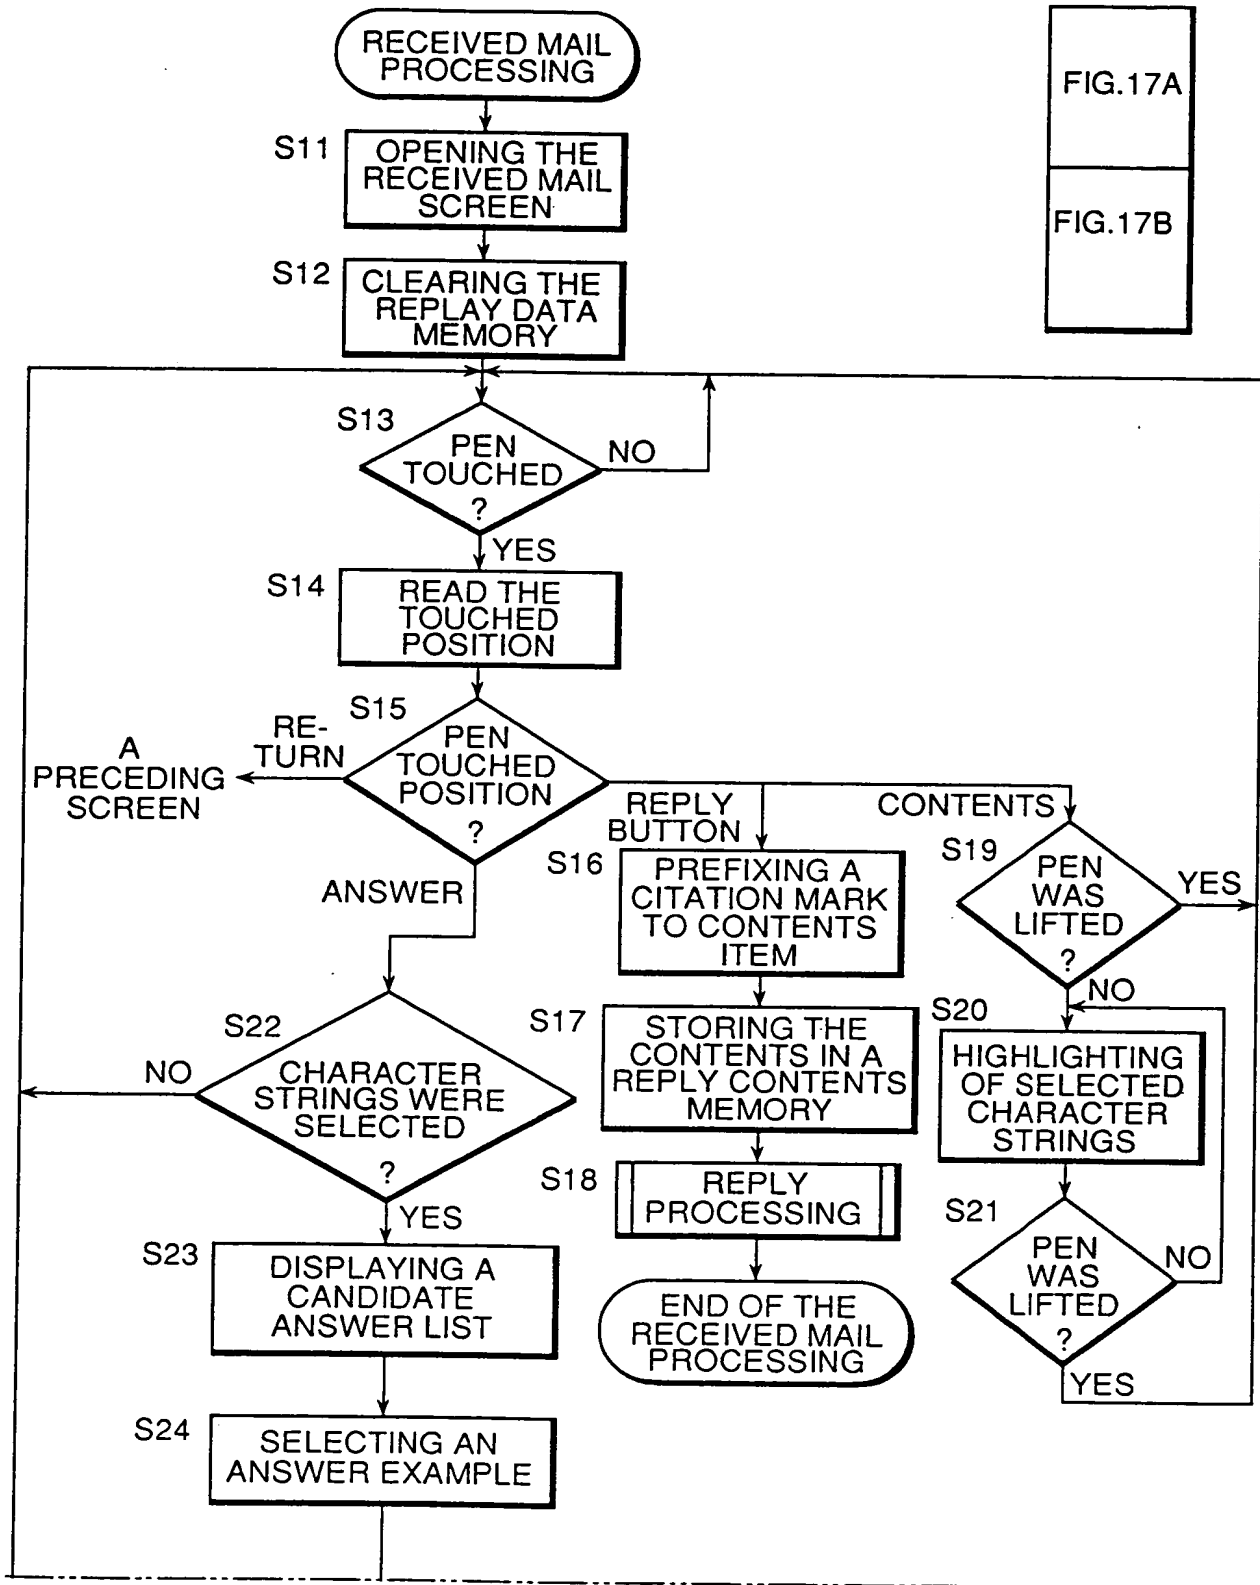 RECEIVED MAIL
PROCESSING
FIG.17A
FIG.17B
S11
OPENING THE
RECEIVED MAIL
SCREEN
S12
CLEARING THE
REPLAY DATA
MEMORY
S13
PEN
TOUCHED
?
NO
YES
S14
READ THE
TOUCHED
POSITION
S15
PEN
TOUCHED
POSITION
?
RE-
TURN
A
PRECEDING
SCREEN
REPLY
BUTTON
CONTENTS
ANSWER
S16
PREFIXING A
CITATION MARK
TO CONTENTS
ITEM
S17
STORING THE
CONTENTS IN A
REPLY CONTENTS
MEMORY
S18
REPLY
PROCESSING
END OF THE
RECEIVED MAIL
PROCESSING
S19
PEN
WAS
LIFTED
?
YES
NO
S20
HIGHLIGHTING
OF SELECTED
CHARACTER
STRINGS
S21
PEN
WAS
LIFTED
?
NO
YES
S22
CHARACTER
STRINGS WERE
SELECTED
?
NO
YES
S23
DISPLAYING A
CANDIDATE
ANSWER LIST
S24
SELECTING AN
ANSWER EXAMPLE